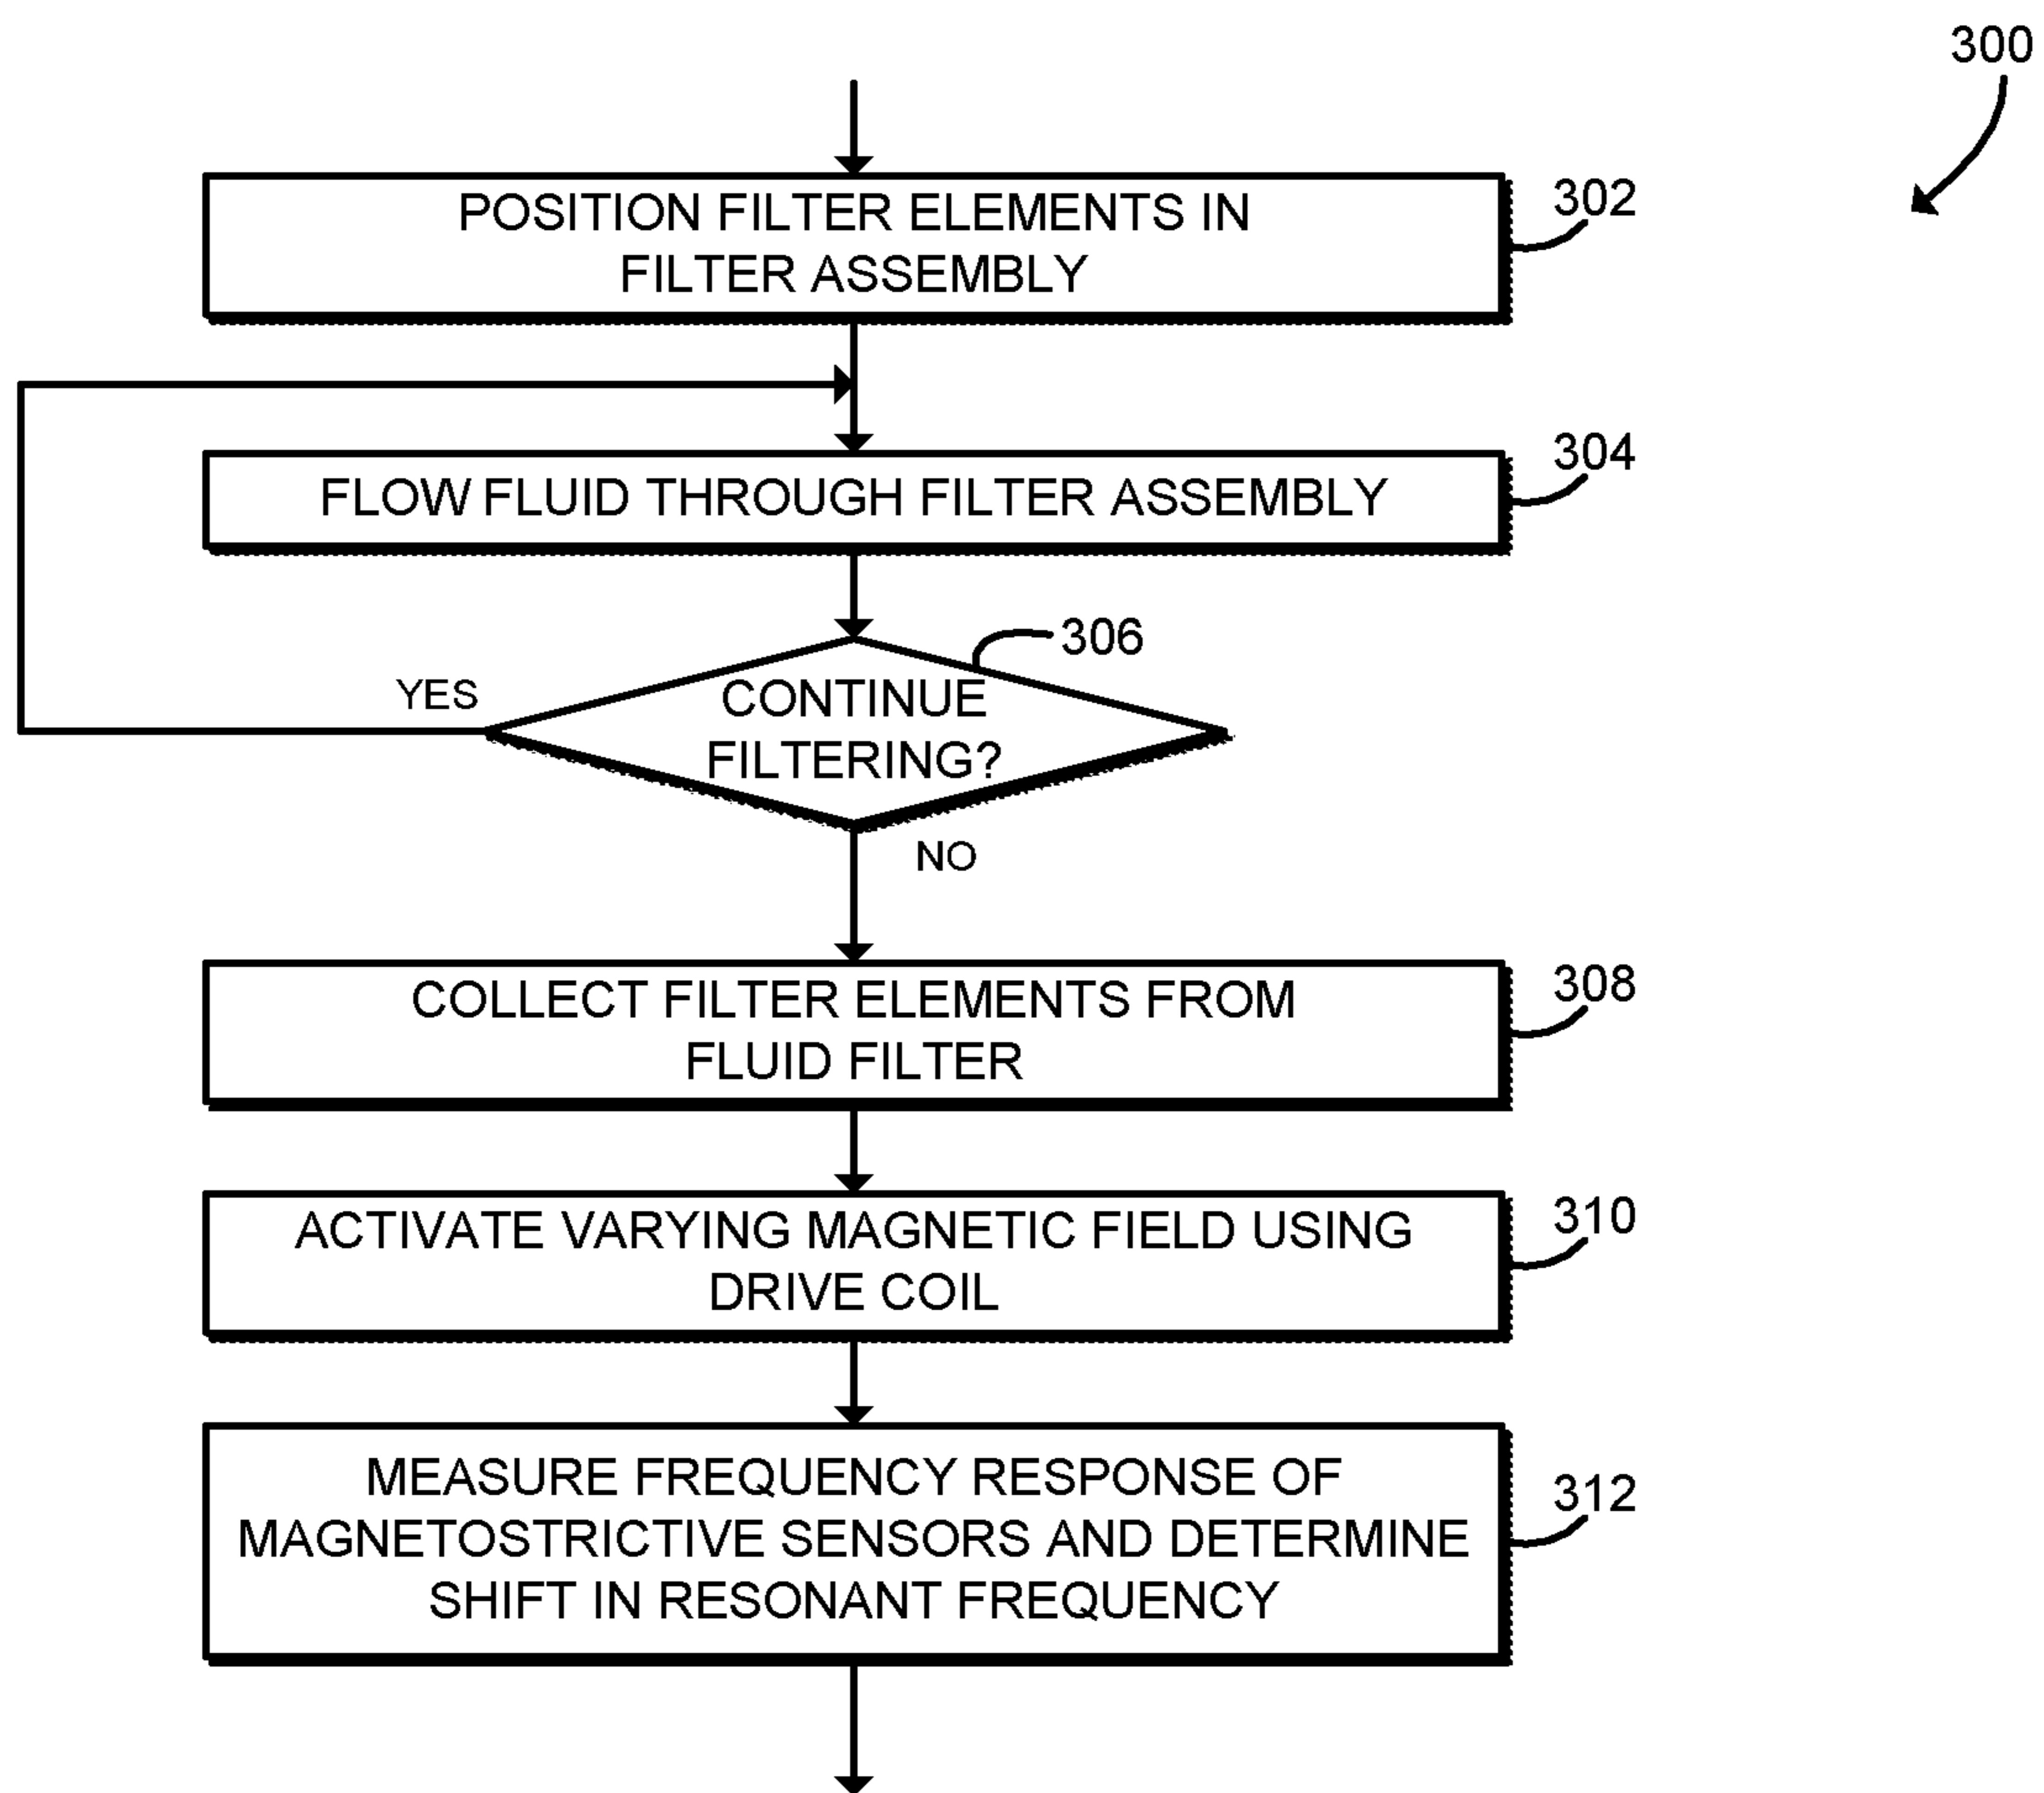 300
POSITION FILTER ELEMENTS IN
FILTER ASSEMBLY
302
FLOW FLUID THROUGH FILTER ASSEMBLY
304
306
CONTINUE
FILTERING?
YES
NO
COLLECT FILTER ELEMENTS FROM
FLUID FILTER
308
ACTIVATE VARYING MAGNETIC FIELD USING
DRIVE COIL
310
MEASURE FREQUENCY RESPONSE OF
MAGNETOSTRICTIVE SENSORS AND DETERMINE
SHIFT IN RESONANT FREQUENCY
312